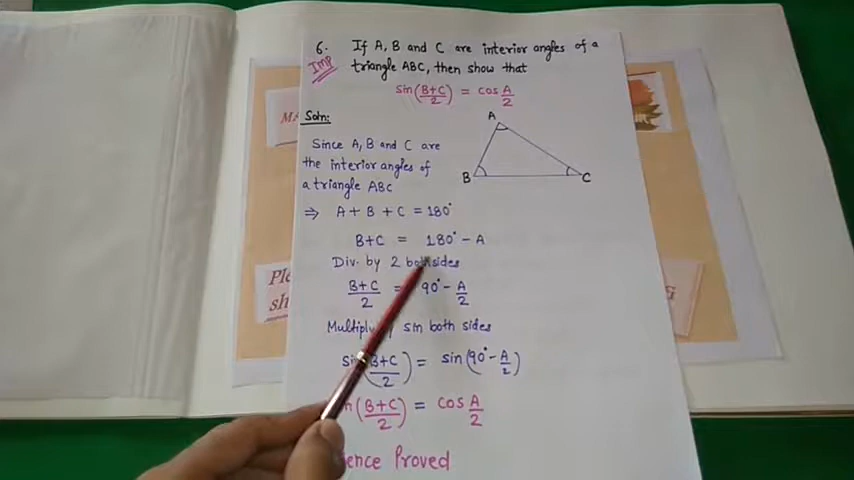 6. If A, B and C are interior angles of a
IMP triangle ABC, then show that
sin(B+C/2) = cos A/2
Soln:
A
Since A, B and C are
the interior angles of
B C
a triangle ABC
⇒ A + B + C = 180°
B+C = 180° - A
Div. by 2 both sides
B+C/2 = 90° - A/2
Multiply sin both sides
(B+C/2) = sin(90° - A/2)
(B+C/2) = cos A/2
Proved